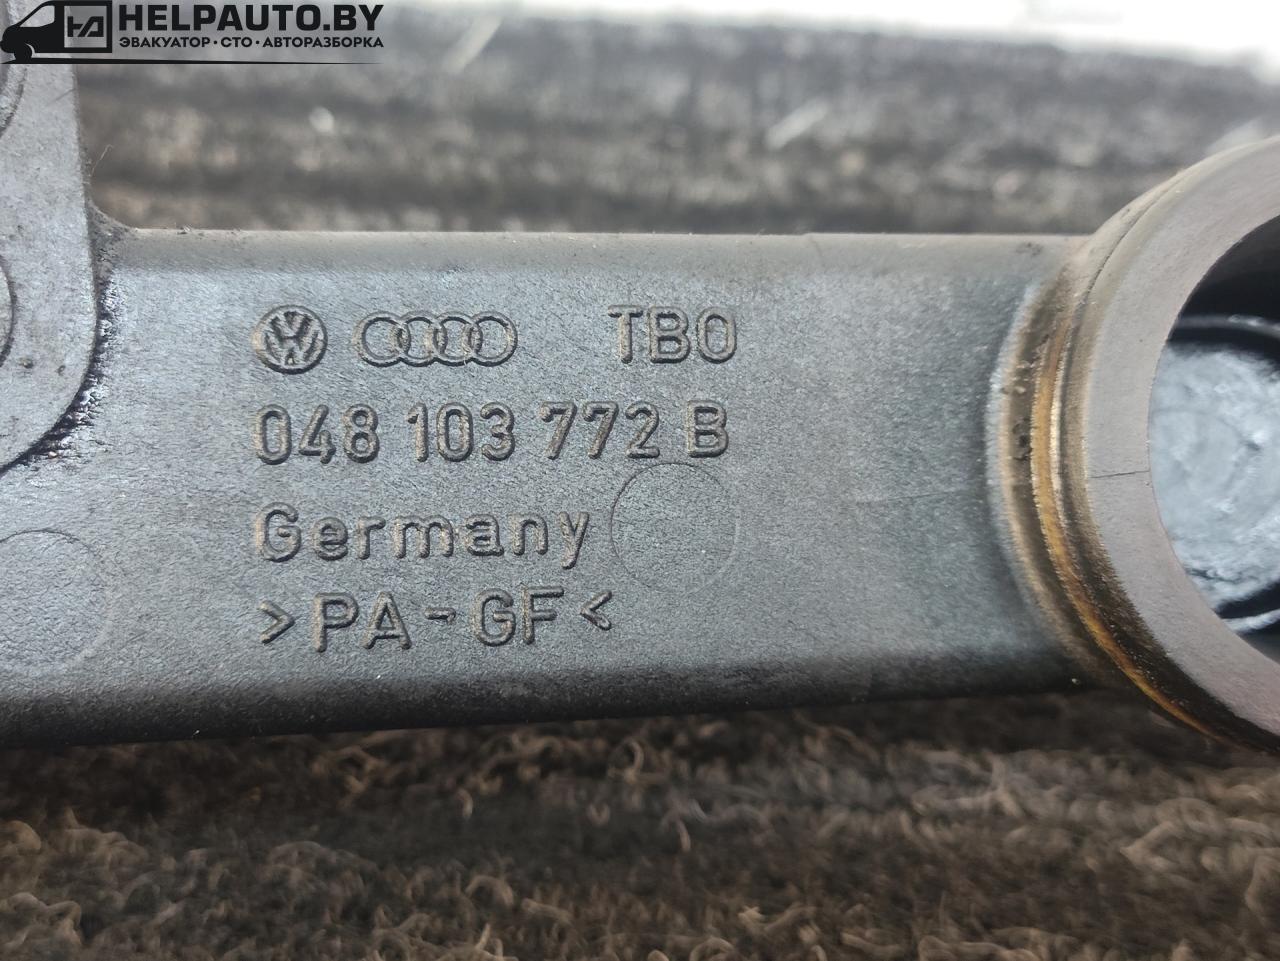 HELPAUTO.BY
ЭВАКУАТОР·СТО·АВТОРАЗБОРКА
TBO
048 103 772 B
Germany
>PA-GF<